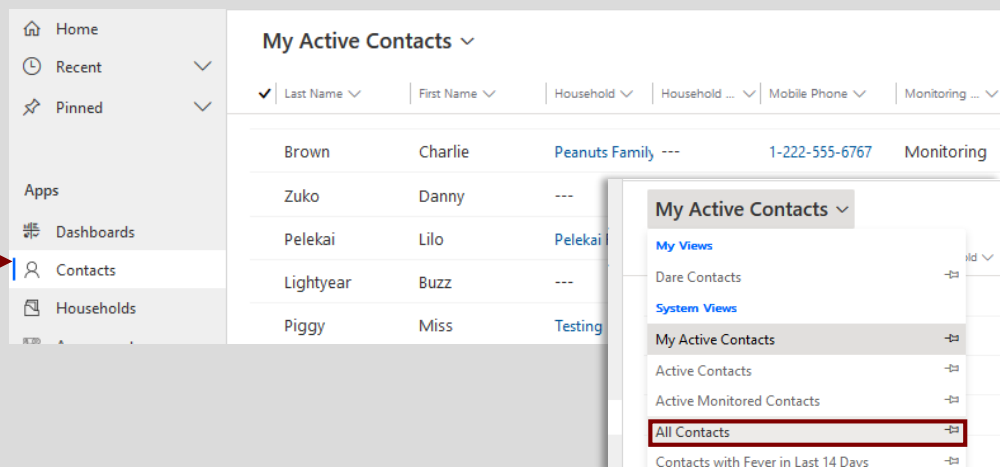 Home
Recent
Pinned
Apps
Dashboards
Contacts
Households
My Active Contacts
Last Name First Name Household Household ... Mobile Phone Monitoring ...
Brown Charlie Peanuts Family --- 1-222-555-6767 Monitoring
Zuko Danny ---
Pelekai Lilo Pelekai
Lightyear Buzz ---
Piggy Miss Testing
My Active Contacts
My Views
Dare Contacts
System Views
My Active Contacts
Active Contacts
Active Monitored Contacts
All Contacts
Contacts with Fever in Last 14 Days